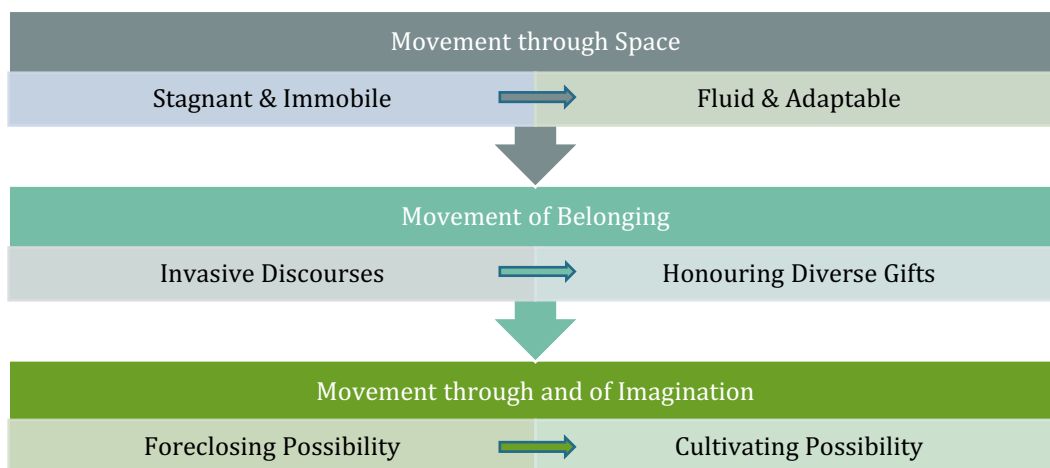 Movement through Space
Stagnant & Immobile
Fluid & Adaptable
Movement of Belonging
Invasive Discourses
Honouring Diverse Gifts
Movement through and of Imagination
Foreclosing Possibility
Cultivating Possibility